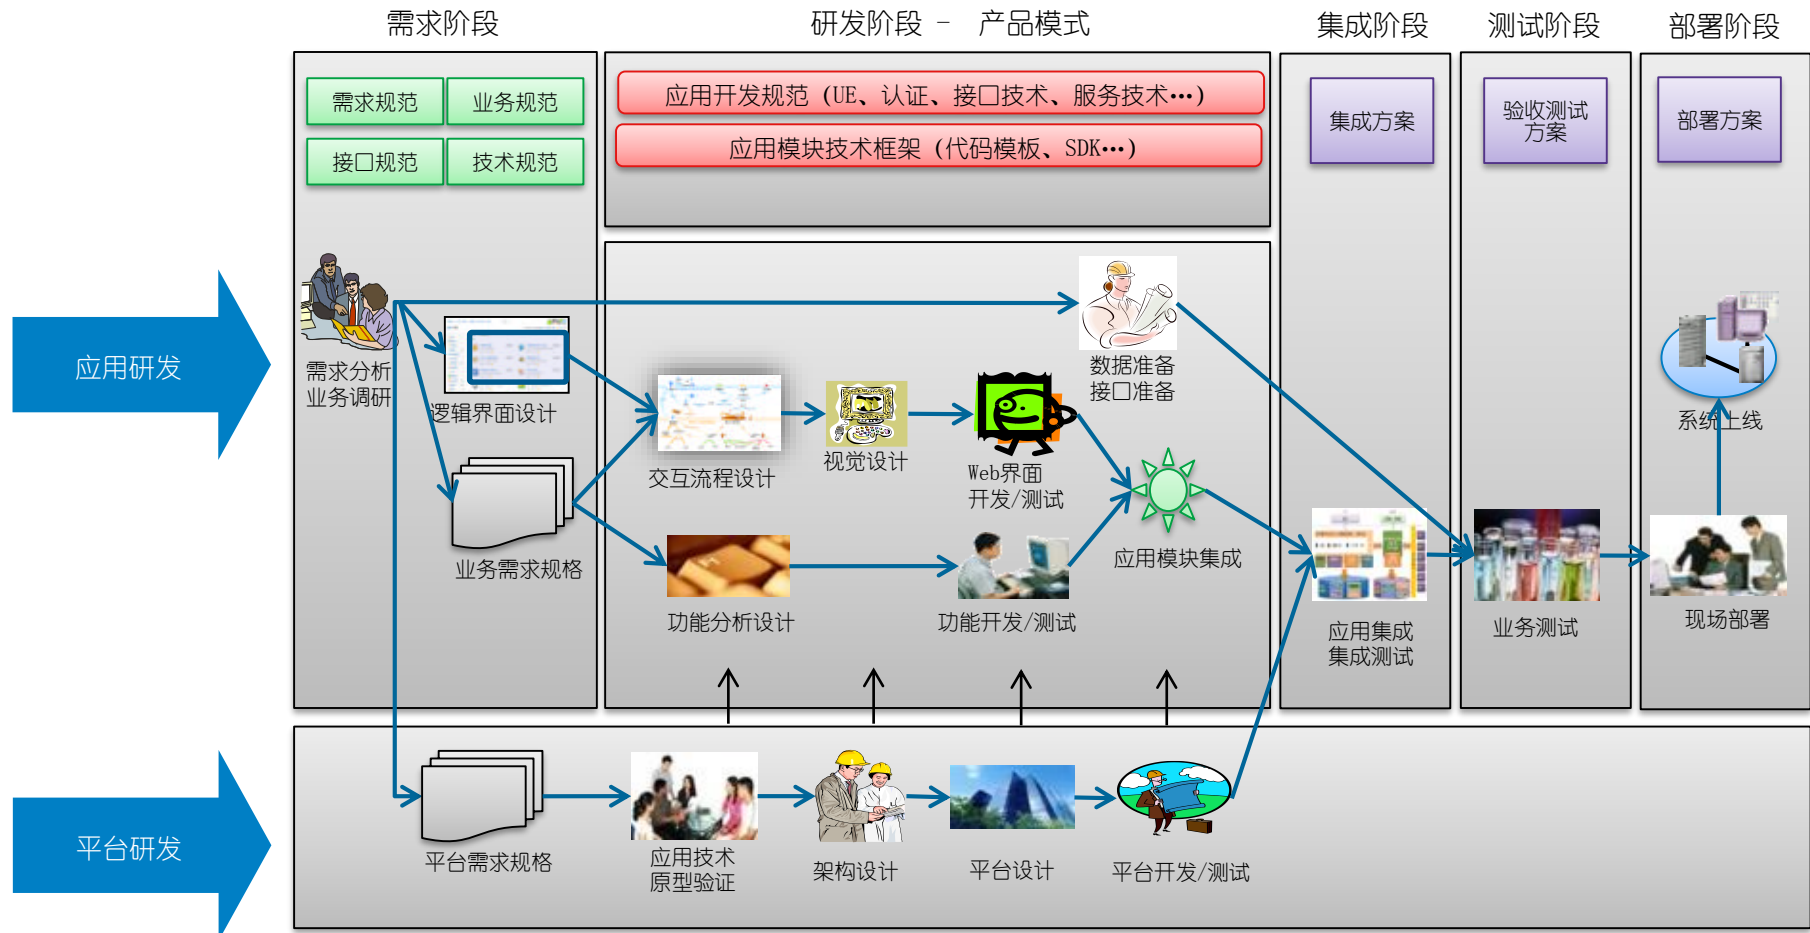 需求阶段
研发阶段 - 产品模式
集成阶段
测试阶段
部署阶段
需求规范
业务规范
接口规范
技术规范
应用开发规范（UE、认证、接口技术、服务技术…）
应用模块技术框架（代码模板、SDK…）
集成方案
验收测试
方案
部署方案
应用研发
需求分析
业务调研
逻辑界面设计
业务需求规格
交互流程设计
视觉设计
Web界面
开发/测试
数据准备
接口准备
功能分析设计
功能开发/测试
应用模块集成
应用集成
集成测试
业务测试
系统上线
现场部署
平台研发
平台需求规格
应用技术
原型验证
架构设计
平台设计
平台开发/测试